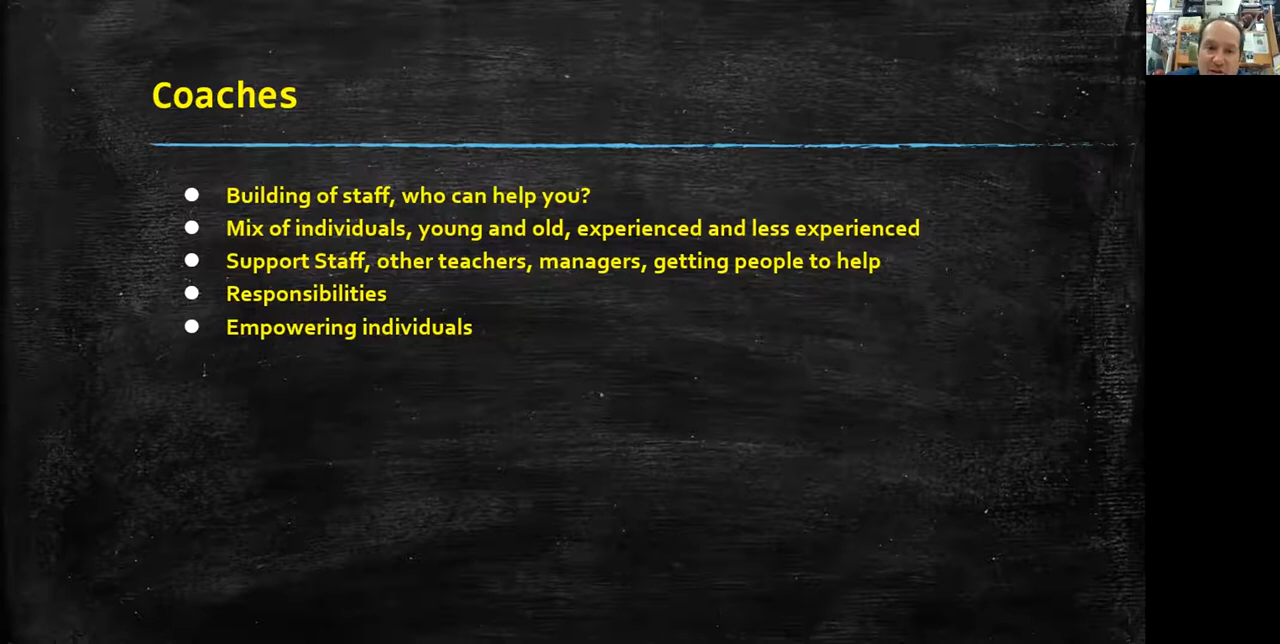 Coaches
Building of staff, who can help you?
Mix of individuals, young and old, experienced and less experienced
Support Staff, other teachers, managers, getting people to help
Responsibilities
Empowering individuals